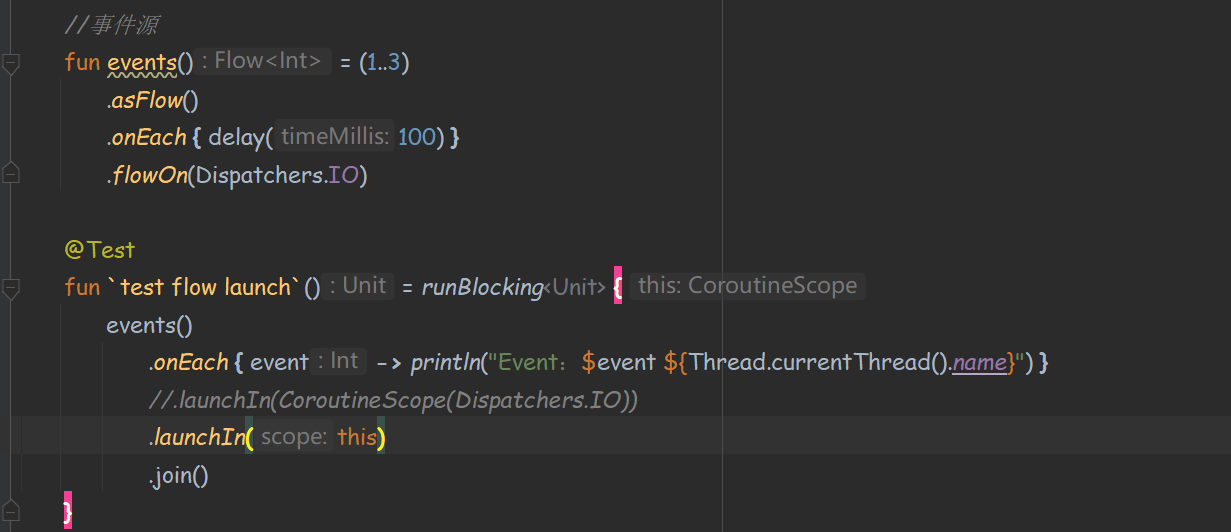 //事件源
fun events() : Flow<Int> = (1..3)
.asFlow()
.onEach { delay( timeMillis: 100) }
.flowOn(Dispatchers.IO)
@Test
fun `test flow launch`() : Unit = runBlocking<Unit> { this: CoroutineScope
events()
.onEach { event : Int -> println("Event：$event ${Thread.currentThread().name}") }
//.launchIn(CoroutineScope(Dispatchers.IO))
.launchIn( scope: this)
.join()
}